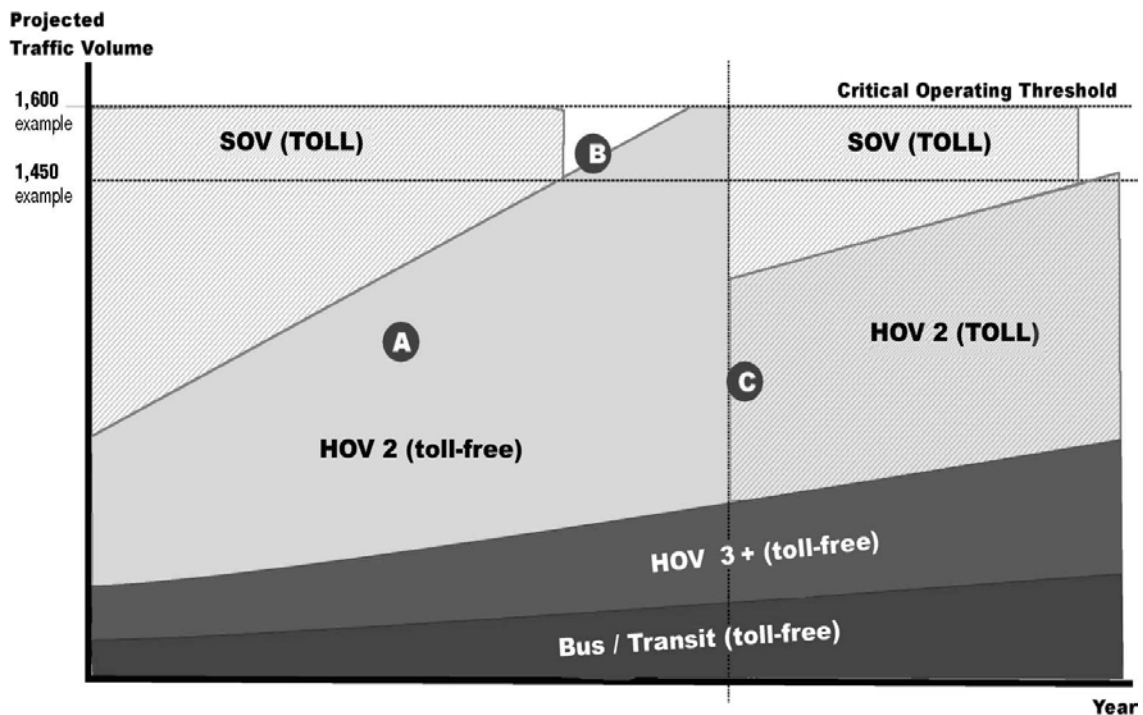 Projected
Traffic Volume
Critical Operating Threshold
1,600
example
SOV (TOLL)
SOV (TOLL)
B
1,450
example
A
HOV 2 (TOLL)
C
HOV 2 (toll-free)
HOV 3 + (toll-free)
Bus / Transit (toll-free)
Year